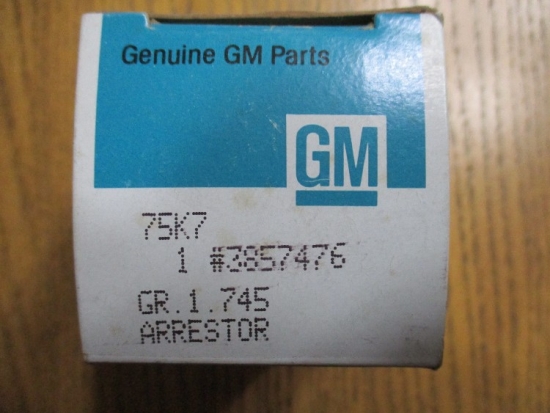 Genuine GM Parts
GM
75K7
1 #3857476
GR.1.745
ARRESTOR